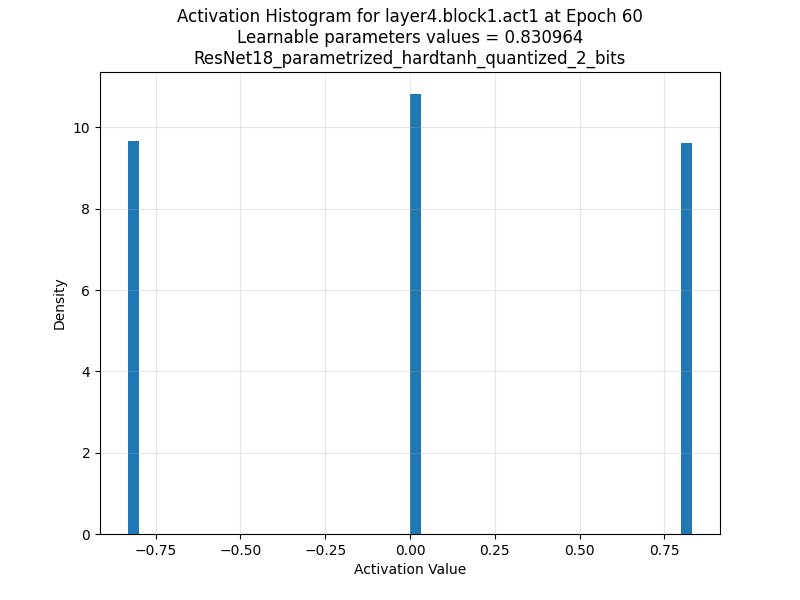 Activation Histogram for layer4.block1.act1 at Epoch 60
Learnable parameters values = 0.830964
ResNet18_parametrized_hardtanh_quantized_2_bits
10
8
6
4
2
0
Density
−0.75 −0.50 −0.25 0.00 0.25 0.50 0.75
Activation Value